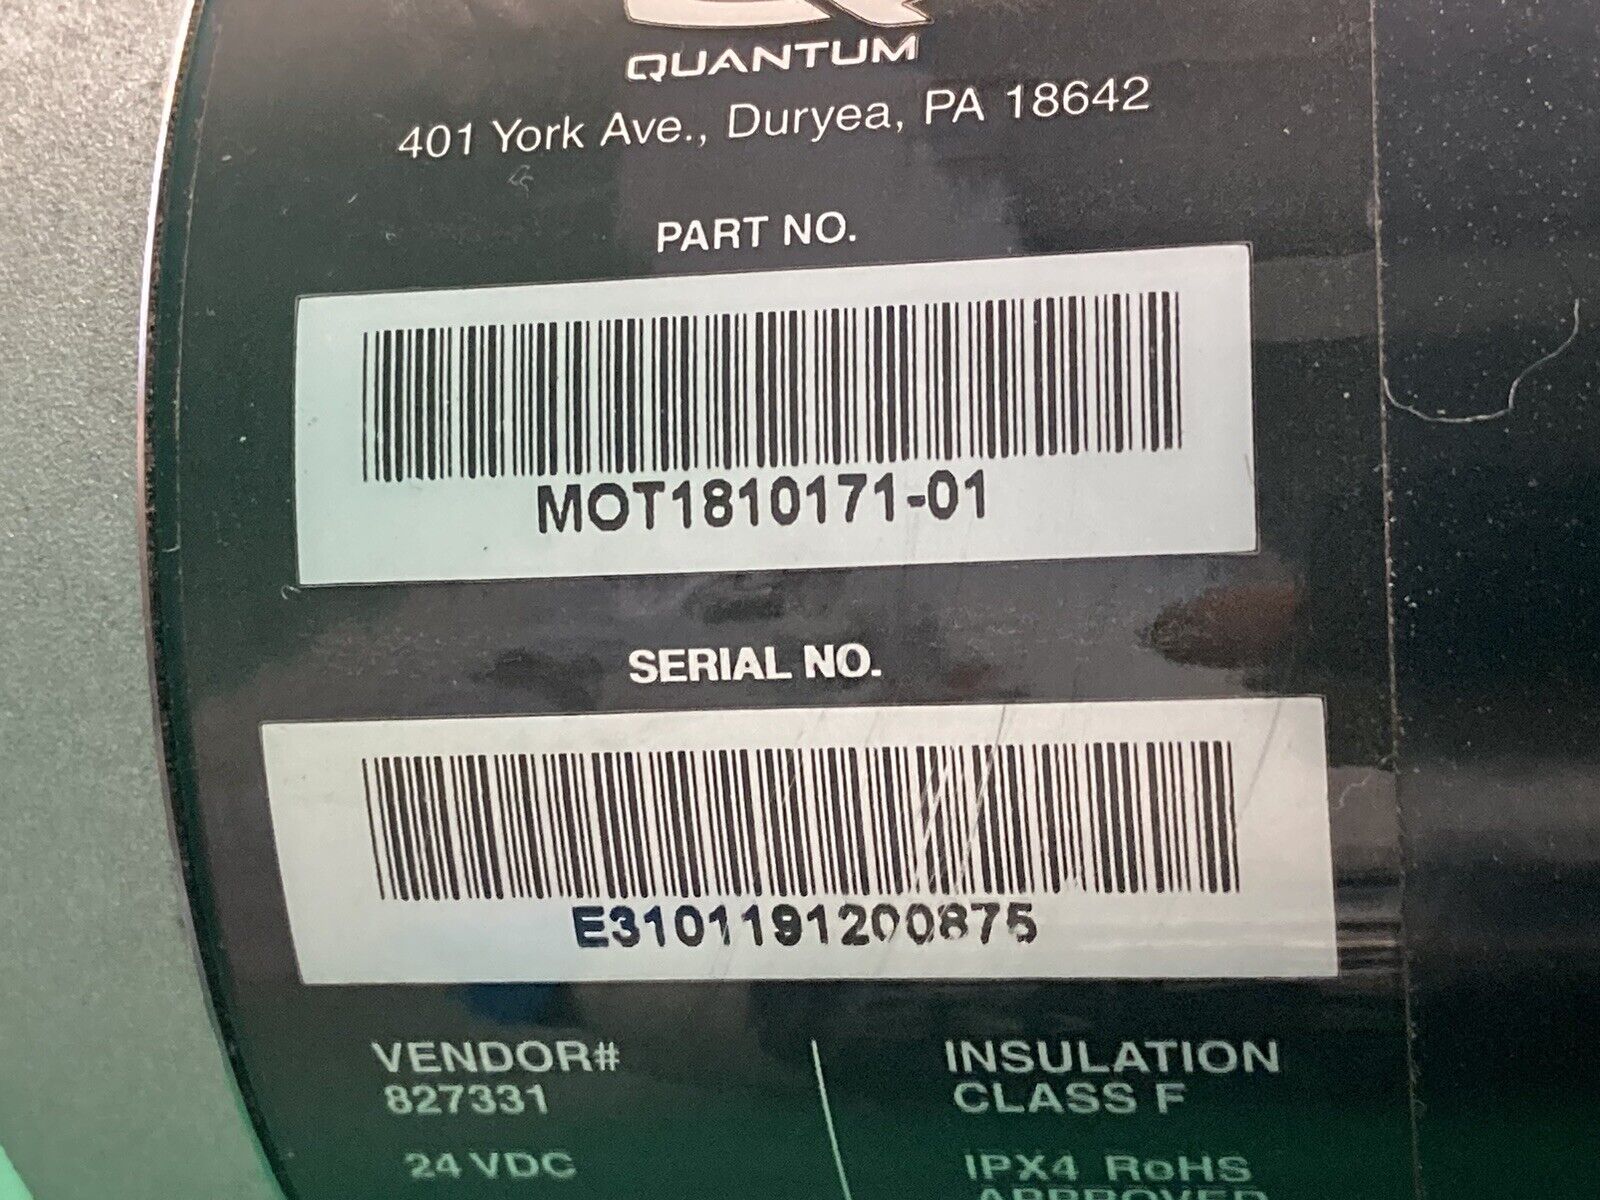 QUANTUM
401 York Ave., Duryea, PA 18642
PART NO.
MOT1810171-01
SERIAL NO.
E3101191200875
VENDOR#
827331
24 VDC
INSULATION
CLASS F
IPX4 RoHS
APPROVED